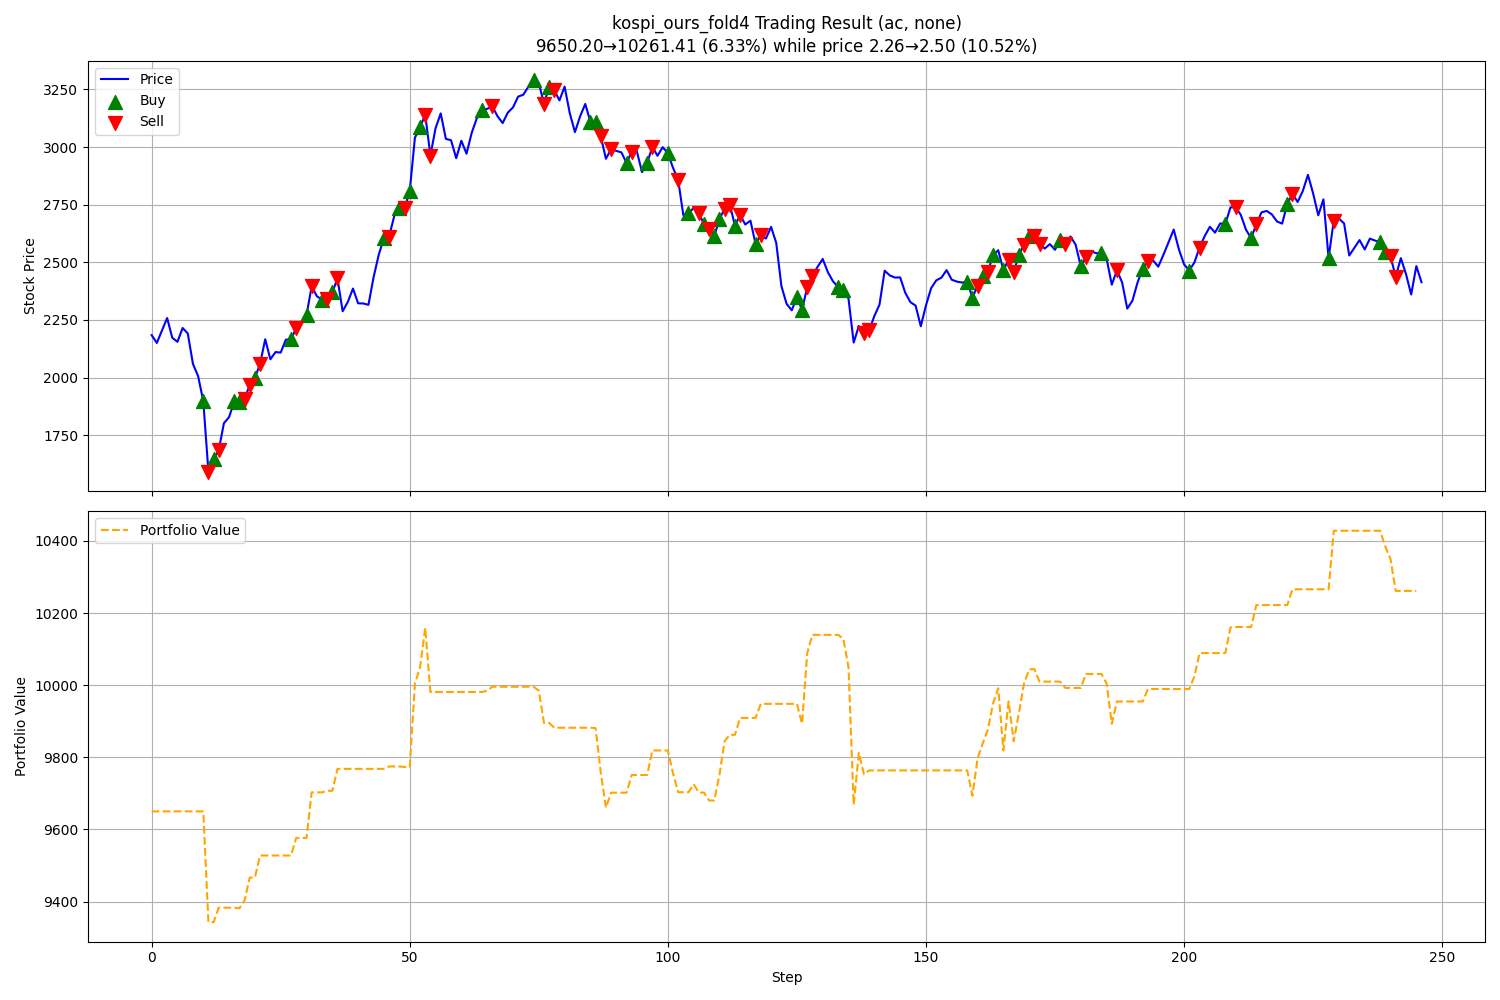 kospi_ours_fold4 Trading Result (ac, none)
9650.20→10261.41 (6.33%) while price 2.26→2.50 (10.52%)
Price
Buy
Sell
Stock Price
3250
3000
2750
2500
2250
2000
1750
Portfolio Value
Portfolio Value
10400
10200
10000
9800
9600
9400
0
50
100
150
200
250
Step